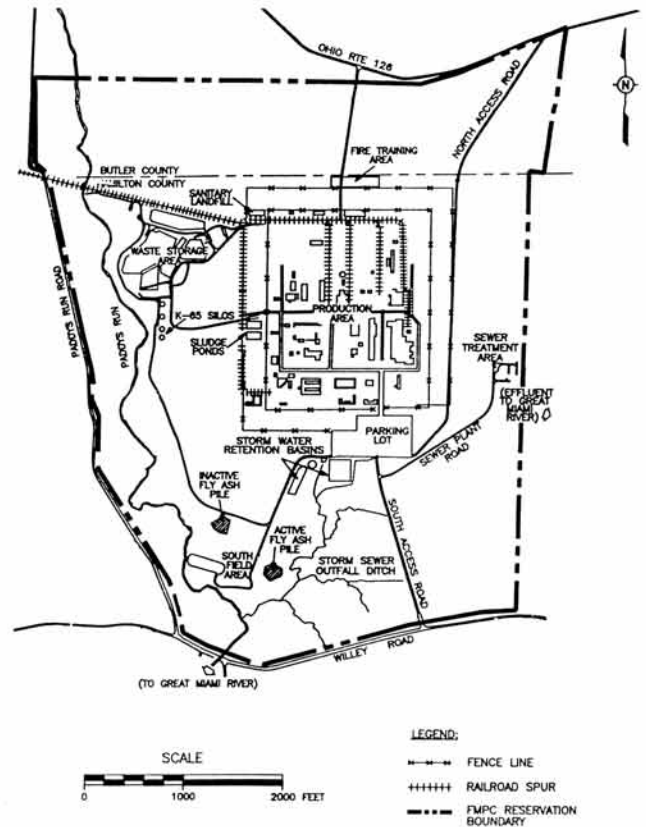 OHIO RTE 126
NORTH ACCESS ROAD
N
FIRE TRAINING
AREA
BUTLER COUNTY
COUNTY
SANITARY
LANDFILL
WASTE STORAGE
AREA
PADDYS RUN ROAD
PADDYS RUN
K-65 SILOS
PRODUCTION
AREA
SLUDGE
PONDS
SEWER
TREATMENT
AREA
(EFFLUENT
TO GREAT
MIAMI
RIVER)
PARKING
LOT
SEWER PLANT
ROAD
STORM WATER
RETENTION BASINS
INACTIVE
FLY ASH
PILE
SOUTH
FIELD
AREA
ACTIVE
FLY ASH
PILE
STORM SEWER
OUTFALL DITCH
SOUTH ACCESS ROAD
WILLEY ROAD
(TO GREAT MIAMI RIVER)
LEGEND:
SCALE
0 1000 2000 FEET
FENCE LINE
RAILROAD SPUR
FMPC RESERVATION
BOUNDARY